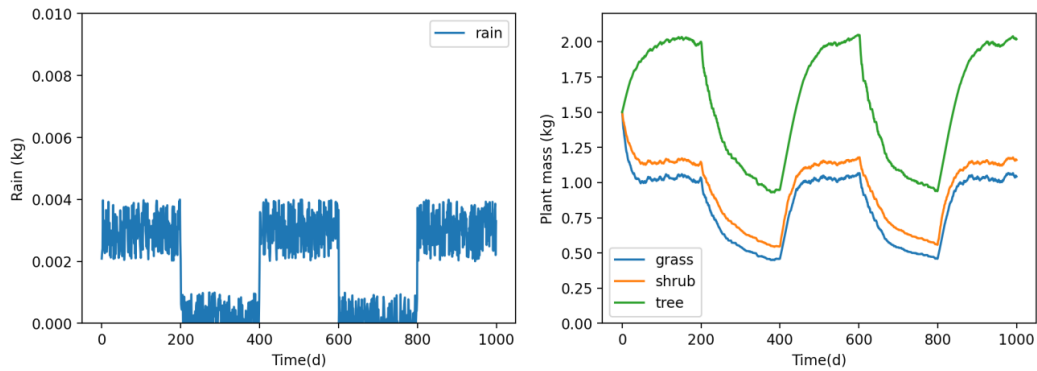 0.010
0.008
0.006
0.004
0.002
0.000
Rain (kg)
rain
0 200 400 600 800 1000
Time(d)
2.00
1.75
1.50
1.25
1.00
0.75
0.50
0.25
0.00
Plant mass (kg)
grass
shrub
tree
0 200 400 600 800 1000
Time(d)